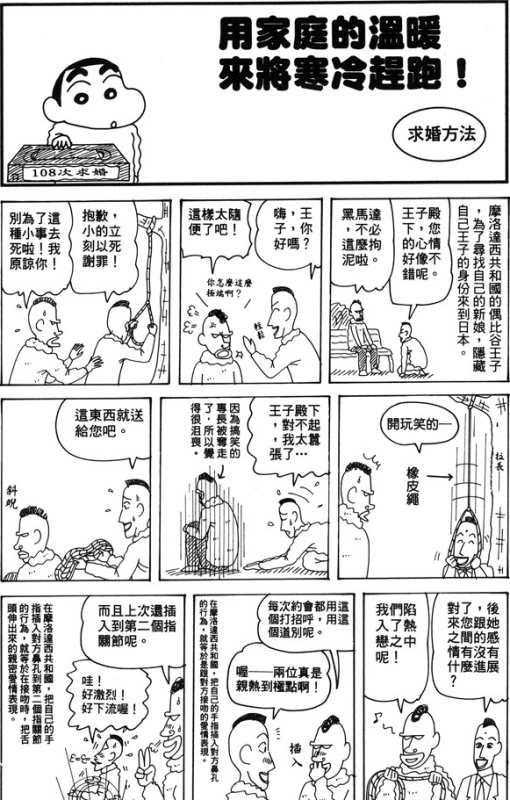 用家庭的溫暖
來將寒冷趕跑！
求婚方法
108次求婚
摩洛達西共和國的偶比谷王子
，為了尋找自己的新娘，隱藏
自己王子的身份來到日本。
王子殿下，您的心情好像不錯呢。
黑馬達，不必這麼拘泥啦。
嗨，王子，你好嗎？
輕鬆
這樣太隨便了吧！
你怎麼這麼
極端啊？
抱歉，小的立刻以死謝罪！
別為了這種小事去死啦！我原諒你！
開玩笑的─
拉長
橡皮繩
王子殿下，對不起，我太囂張了…
因為搞笑的
專長被奪走
了，所以覺
得很沮喪。
這東西就送
給您吧。
斜睨
對了，後來您跟她之間的感情有沒有什麼進展？
我們陷入了熱戀之中呢！
每次約會都用這個打招呼，用這個道別呢。
喔──兩位真是
親熱到極點啊！
插入
在摩洛達西共和國，把自己的手指插入對方鼻孔
的行為，就等於是跟對方接吻的愛情表現。
而且上次還插
入到第二個指
關節呢。
哇！
好激烈！
好下流喔！
在摩洛達西共和國，把自己的手
指插入對方鼻孔到第二個指關節
的行為，就等於在接吻時，把舌
頭伸出來的親密愛情表現。